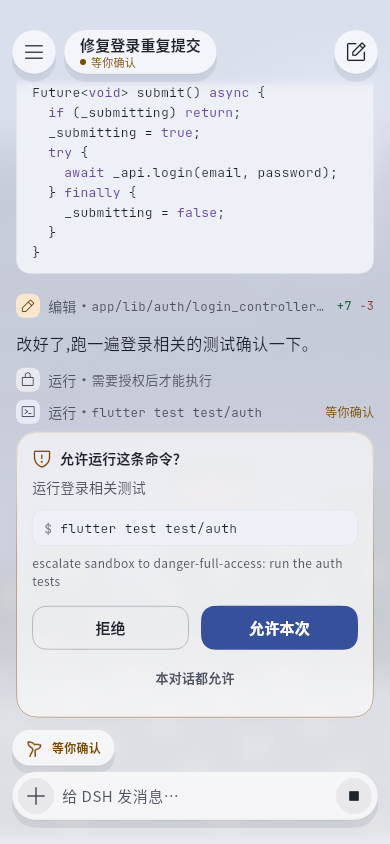 修复登录重复提交
等你确认
Future<void> submit() async {
  if (_submitting) return;
  _submitting = true;
  try {
    await _api.login(email, password);
  } finally {
    _submitting = false;
  }
}
编辑 · app/lib/auth/login_controller… +7 -3
改好了,跑一遍登录相关的测试确认一下。
运行 · 需要授权后才能执行
运行 · flutter test test/auth 等你确认
允许运行这条命令?
运行登录相关测试
$ flutter test test/auth
escalate sandbox to danger-full-access: run the auth
tests
拒绝 允许本次
本对话都允许
等你确认
给 DSH 发消息…